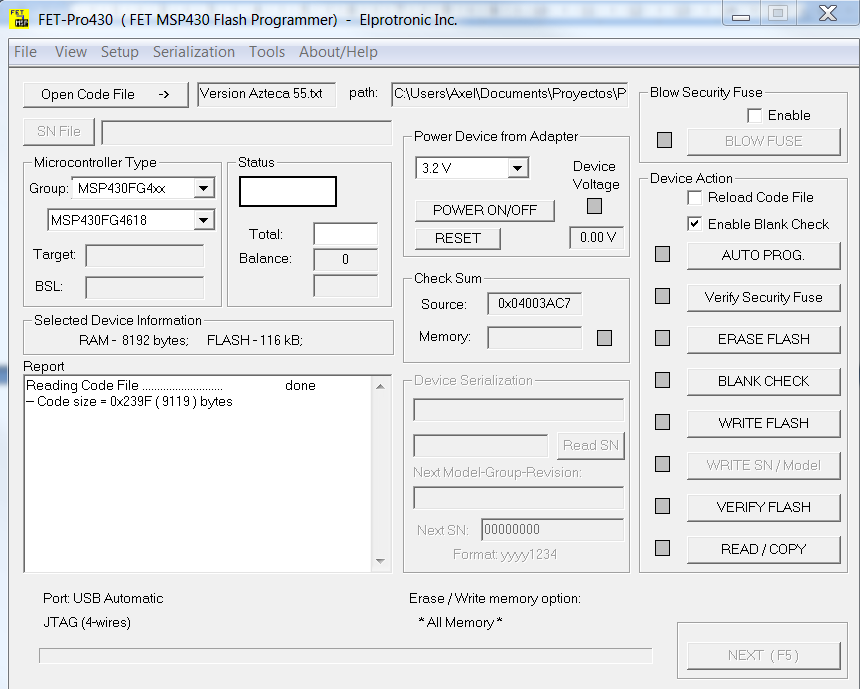 FET-Pro430 ( FET MSP430 Flash Programmer) - Elprotronic Inc.
File View Setup Serialization Tools About/Help
Open Code File ->
Version Azteca 55.txt
path:
C:\Users\Axel\Documents\Proyectos\P
SN File
Microcontroller Type
Group: MSP430FG4xx
MSP430FG4618
Target:
BSL:
Status
Total:
Balance: 0
Selected Device Information
RAM - 8192 bytes; FLASH - 116 kB;
Report
Reading Code File ........................... done
-- Code size = 0x239F ( 9119 ) bytes
Power Device from Adapter
3.2 V
Device
Voltage
POWER ON/OFF
RESET
0.00 V
Check Sum
Source: 0x04003AC7
Memory:
Device Serialization
Read SN
Next Model-Group-Revision:
Next SN: 00000000
Format: yyyy1234
Blow Security Fuse
Enable
BLOW FUSE
Device Action
Reload Code File
Enable Blank Check
AUTO PROG.
Verify Security Fuse
ERASE FLASH
BLANK CHECK
WRITE FLASH
WRITE SN / Model
VERIFY FLASH
READ / COPY
Port: USB Automatic
JTAG (4-wires)
Erase / Write memory option:
* All Memory *
NEXT ( F5 )